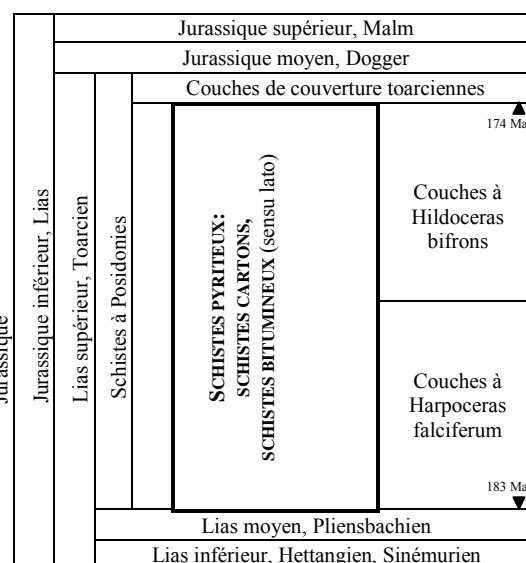 Jurassique supérieur, Malm
Jurassique moyen, Dogger
Couches de couverture toarciennes
174 Ma
Jurassique
Jurassique inférieur, Lias
Lias supérieur, Toarcien
Schistes à Posidonies
SCHISTES PYRITEUX:
SCHISTES CARTONS,
SCHISTES BITUMINEUX (sensu lato)
Couches à
Hildoceras
bifrons
Couches à
Harpoceras
falciferum
183 Ma
Lias moyen, Pliensbachien
Lias inférieur, Hettangien, Sinémurien